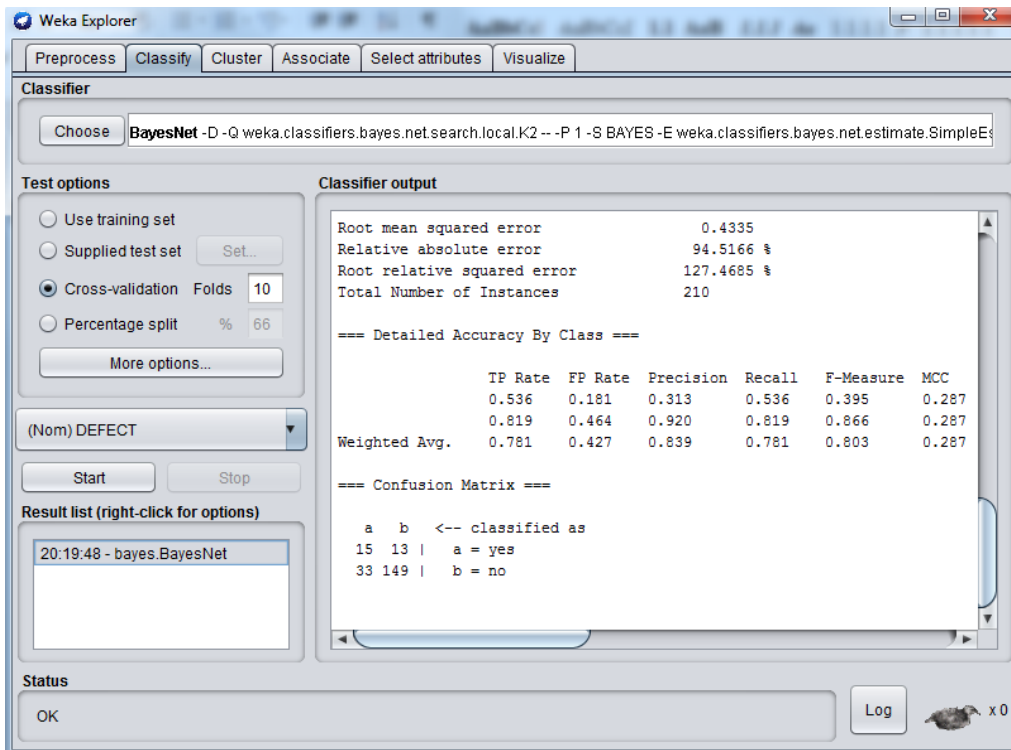 Weka Explorer
Preprocess Classify Cluster Associate Select attributes Visualize
Classifier
Choose BayesNet -D -Q weka.classifiers.bayes.net.search.local.K2 -- -P 1 -S BAYES -E weka.classifiers.bayes.net.estimate.SimpleEs
Test options
Use training set
Supplied test set Set...
Cross-validation Folds 10
Percentage split % 66
More options...
(Nom) DEFECT
Start Stop
Result list (right-click for options)
20:19:48 - bayes.BayesNet
Classifier output
Root mean squared error 0.4335
Relative absolute error 94.5166 %
Root relative squared error 127.4685 %
Total Number of Instances 210
=== Detailed Accuracy By Class ===
TP Rate FP Rate Precision Recall F-Measure MCC
0.536 0.181 0.313 0.536 0.395 0.287
0.819 0.464 0.920 0.819 0.866 0.287
Weighted Avg. 0.781 0.427 0.839 0.781 0.803 0.287
=== Confusion Matrix ===
a b <-- classified as
15 13 | a = yes
33 149 | b = no
Status
OK
Log
x 0